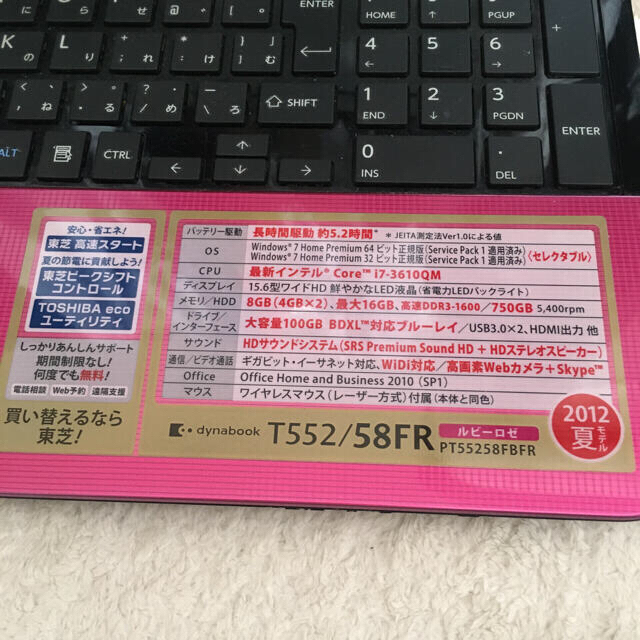 に ら せ ゛ ゜ ENTER 7 HOME 8 ↑ 9 PGUP +
K の L り れ け む 4 ← 5 6 →
、 ね 。 る ・ め ろ SHIFT 1 END 2 ↓ 3 PGDN ENTER
ALT CTRL ← ↓ → 0 INS . DEL
安心・省エネ!
東芝 高速スタート
夏の節電に貢献しよう!
東芝ピークシフト
コントロール
TOSHIBA eco
ユーティリティ
しっかりあんしんサポート
期間制限なし!
何度でも無料!
電話相談 Web予約 遠隔支援
買い替えるなら
東芝!
バッテリー駆動 長時間駆動 約5.2時間* *JEITA測定法Ver1.0による値
OS Windows® 7 Home Premium 64 ビット正規版(Service Pack 1 適用済み)
Windows® 7 Home Premium 32 ビット正規版(Service Pack 1 適用済み) 〈セレクタブル〉
CPU 最新インテル® Core™ i7-3610QM
ディスプレイ 15.6型ワイドHD 鮮やかなLED液晶(省電力LEDバックライト)
メモリ/HDD 8GB(4GB×2)、最大16GB、高速DDR3-1600/750GB 5,400rpm
ドライブ/
インターフェース 大容量100GB BDXL™対応ブルーレイ/USB3.0×2、HDMI出力 他
サウンド HDサウンドシステム(SRS Premium Sound HD + HDステレオスピーカー)
通信/ビデオ通話 ギガビット・イーサネット対応、WiDi対応/高画素Webカメラ+Skype™
Office Office Home and Business 2010 (SP1)
マウス ワイヤレスマウス(レーザー方式)付属(本体と同色)
dynabook T552/58FR ルビーロゼ
PT55258FBFR
2012
夏モデル